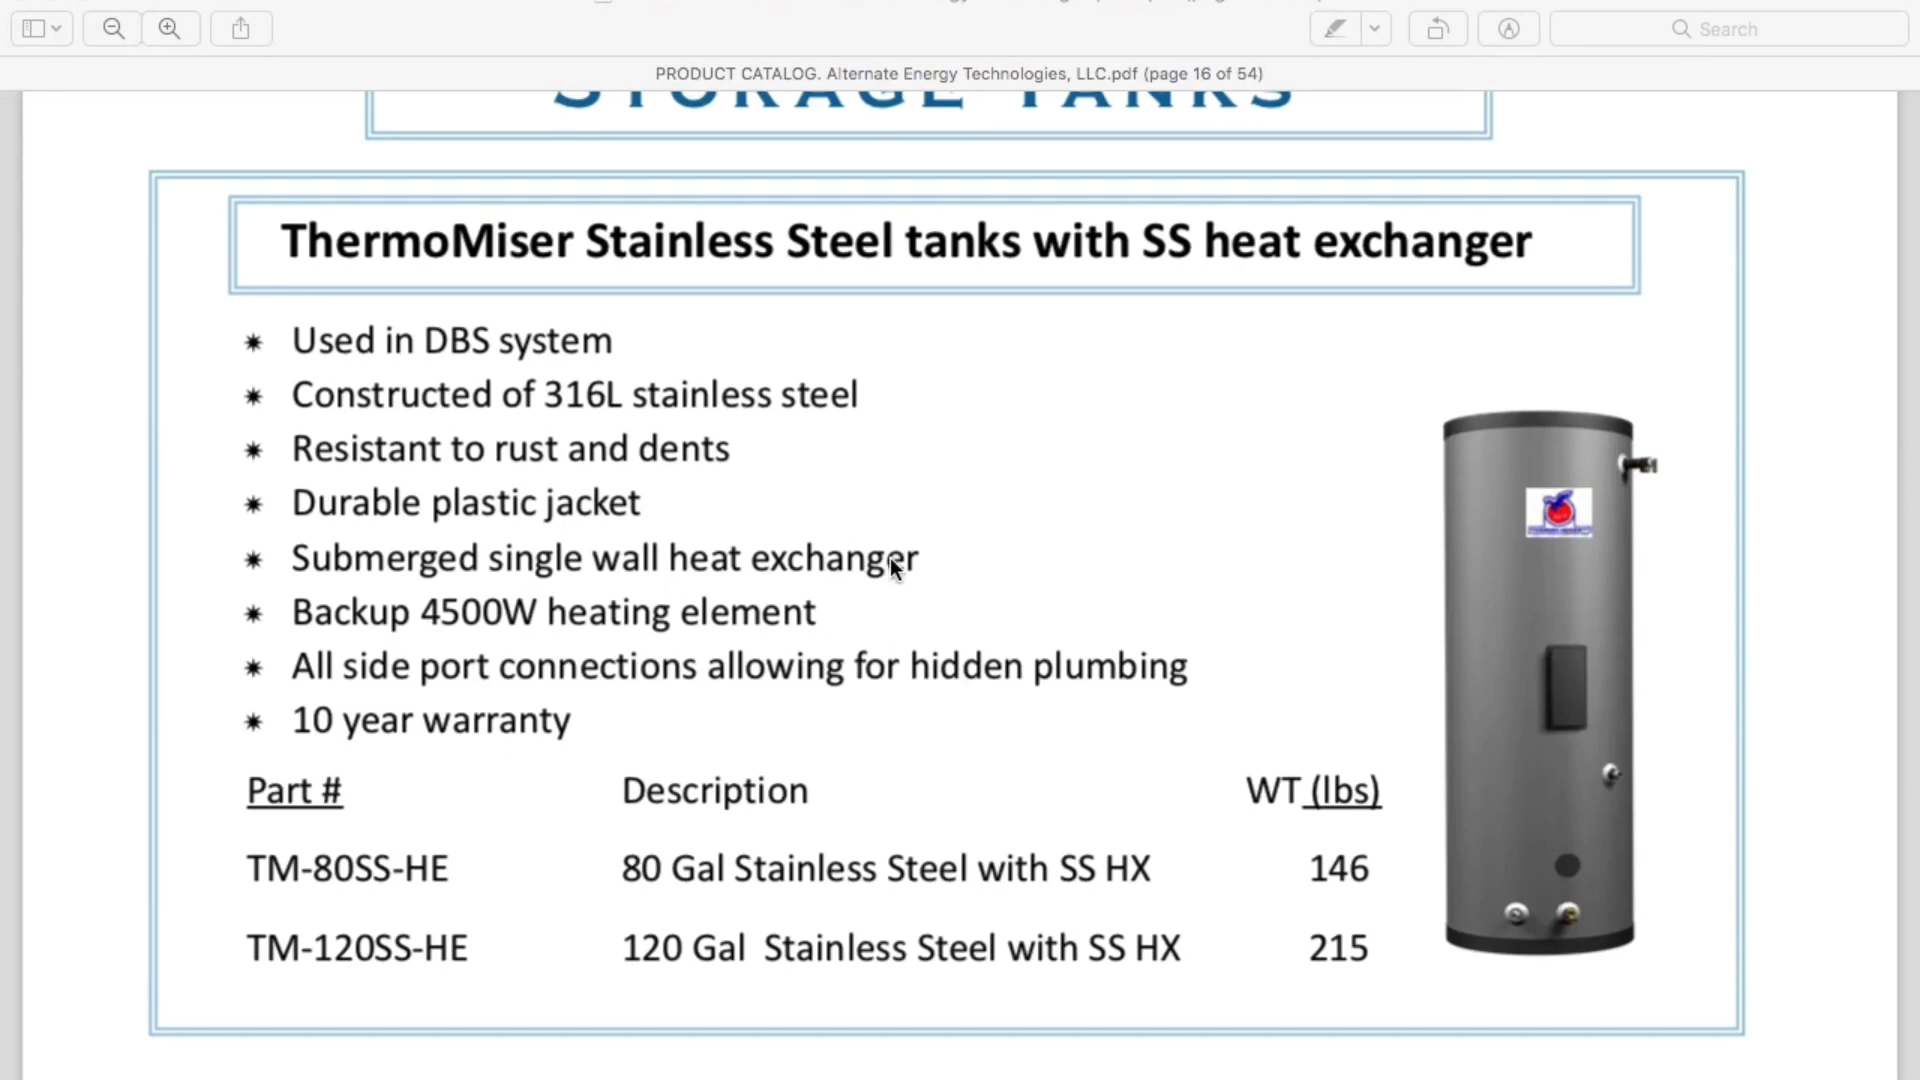 Search
PRODUCT CATALOG. Alternate Energy Technologies, LLC.pdf (page 16 of 54)
STORAGE TANKS
ThermoMiser Stainless Steel tanks with SS heat exchanger
Used in DBS system
Constructed of 316L stainless steel
Resistant to rust and dents
Durable plastic jacket
Submerged single wall heat exchanger
Backup 4500W heating element
All side port connections allowing for hidden plumbing
10 year warranty
Part # Description WT (lbs)
TM-80SS-HE 80 Gal Stainless Steel with SS HX 146
TM-120SS-HE 120 Gal Stainless Steel with SS HX 215